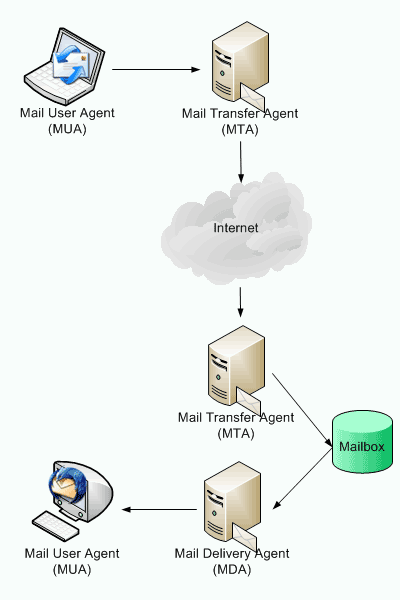 Mail User Agent
(MUA)
Mail Transfer Agent
(MTA)
Internet
Mail Transfer Agent
(MTA)
Mailbox
Mail User Agent
(MUA)
Mail Delivery Agent
(MDA)